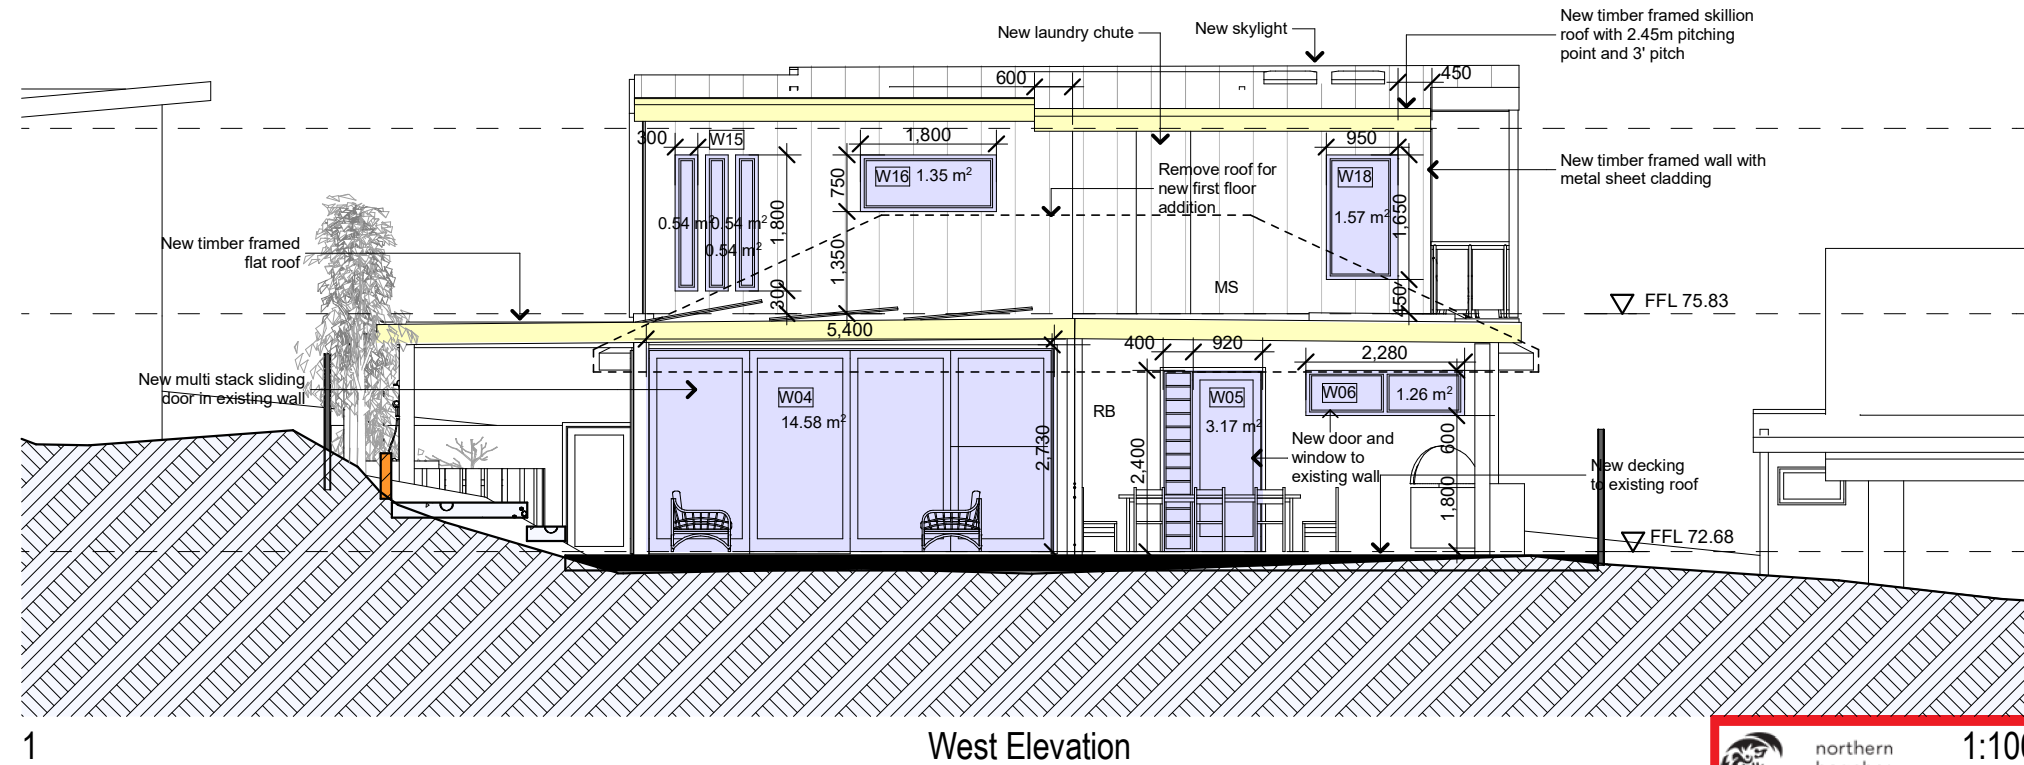 New laundry chute
New skylight
New timber framed skillion
roof with 2.45m pitching
point and 3' pitch
600
450
300
W15
1,800
950
750
W16 1.35 m²
Remove roof for
new first floor
addition
W18
New timber framed wall with
metal sheet cladding
0.54 m²
0.54 m²
0.54 m²
1,800
1,350
300
1.57 m²
1,650
450
MS
New timber framed
flat roof
FFL 75.83
5,400
400
920
2,280
New multi stack sliding
door in existing wall
W04
14.58 m²
2,730
RB
2,400
W05
3.17 m²
W06
1.26 m²
New door and
window to
existing wall
600
1,800
New decking
to existing roof
FFL 72.68
1
West Elevation
northern
1:100